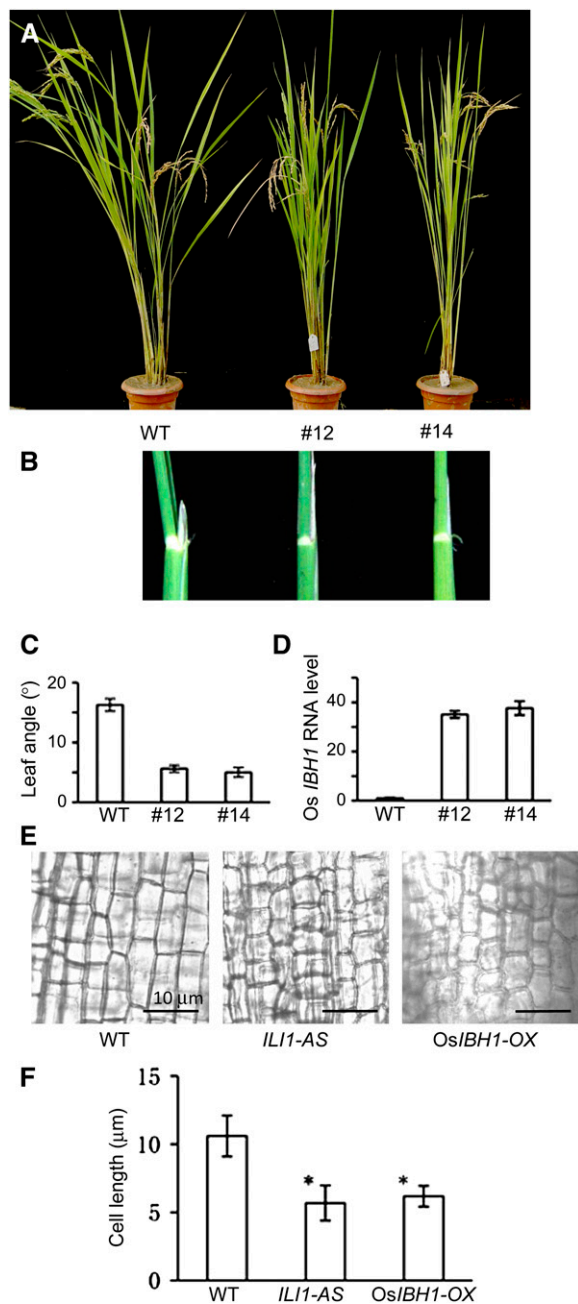 A
WT #12 #14
B
C
Leaf angle (°)
20
10
0
WT #12 #14
D
Os IBH1 RNA level
40
20
0
WT #12 #14
E
10 μm
WT ILI1-AS OsIBH1-OX
F
Cell length (μm)
15
10
5
0
* *
WT ILI1-AS OsIBH1-OX